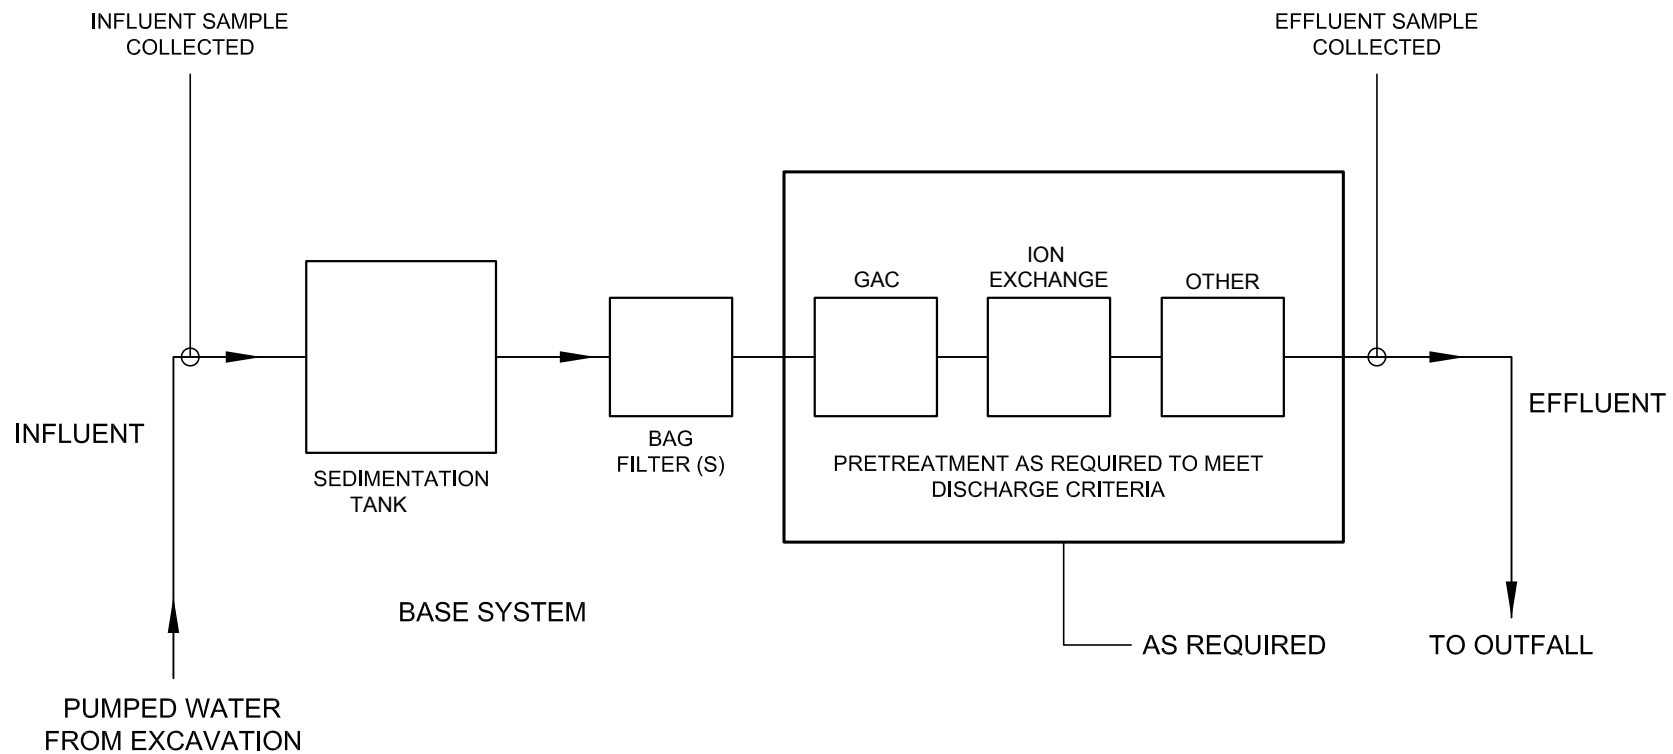 INFLUENT SAMPLE
COLLECTED
EFFLUENT SAMPLE
COLLECTED
ION
EXCHANGE
GAC
OTHER
INFLUENT
EFFLUENT
SEDIMENTATION
TANK
BAG
FILTER (S)
PRETREATMENT AS REQUIRED TO MEET
DISCHARGE CRITERIA
BASE SYSTEM
AS REQUIRED
TO OUTFALL
PUMPED WATER
FROM EXCAVATION